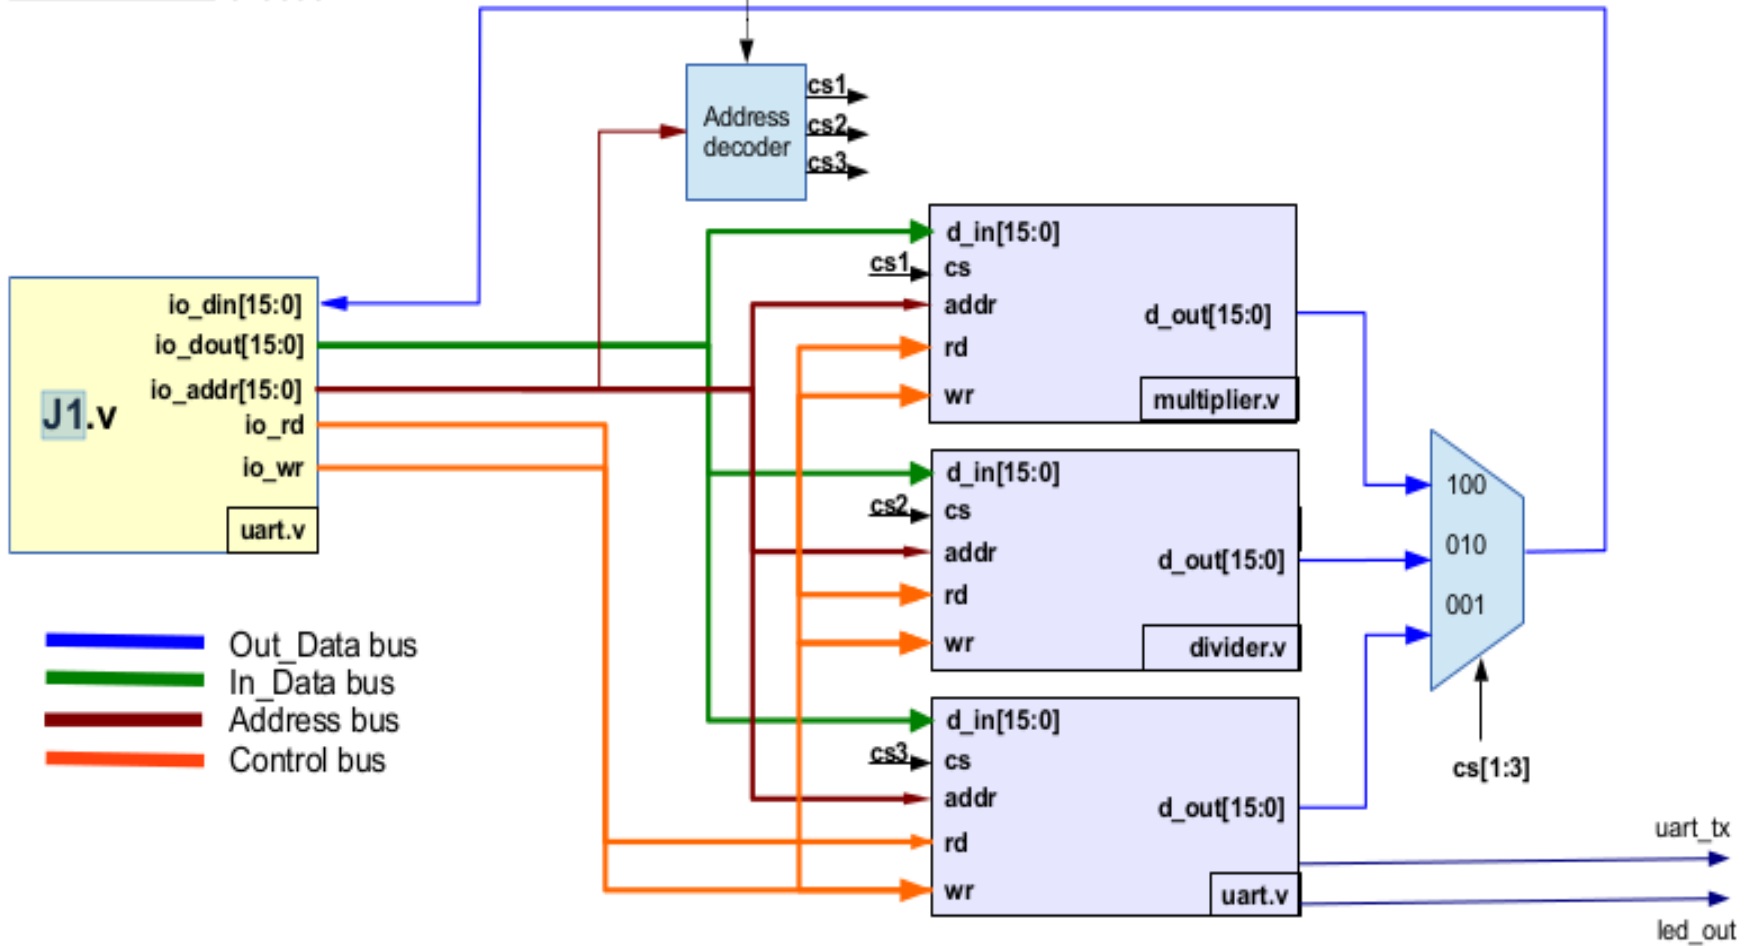 Address
decoder
cs1
cs2
cs3
io_din[15:0]
io_dout[15:0]
io_addr[15:0]
io_rd
io_wr
J1.v
uart.v
d_in[15:0]
cs1
cs
addr
rd
wr
d_out[15:0]
multiplier.v
d_in[15:0]
cs2
cs
addr
rd
wr
d_out[15:0]
divider.v
d_in[15:0]
cs3
cs
addr
rd
wr
d_out[15:0]
uart.v
100
010
001
cs[1:3]
uart_tx
led_out
Out_Data bus
In_Data bus
Address bus
Control bus